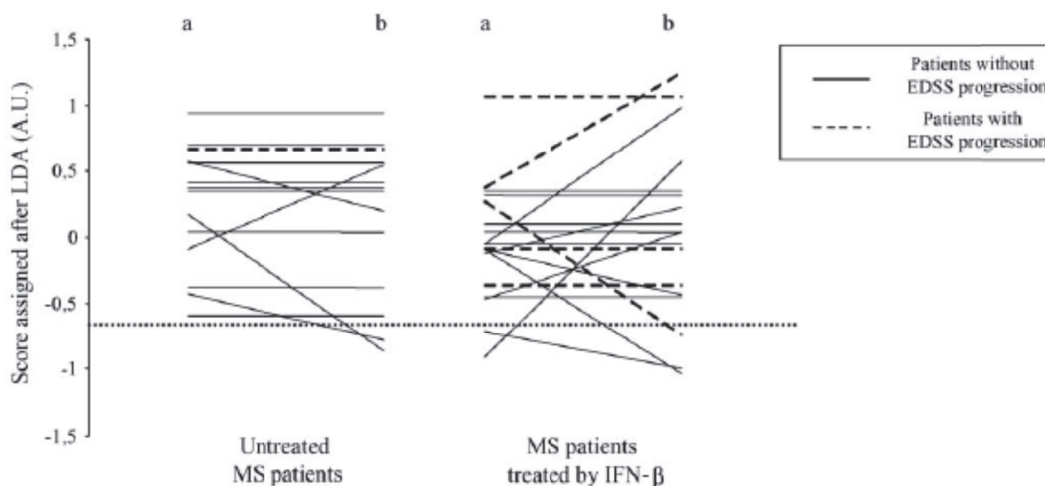 a b a b
1,5
1
0,5
0
-0,5
-1
-1,5
Score assigned after LDA (A.U.)
Untreated
MS patients
MS patients
treated by IFN-β
Patients without
EDSS progression
Patients with
EDSS progression